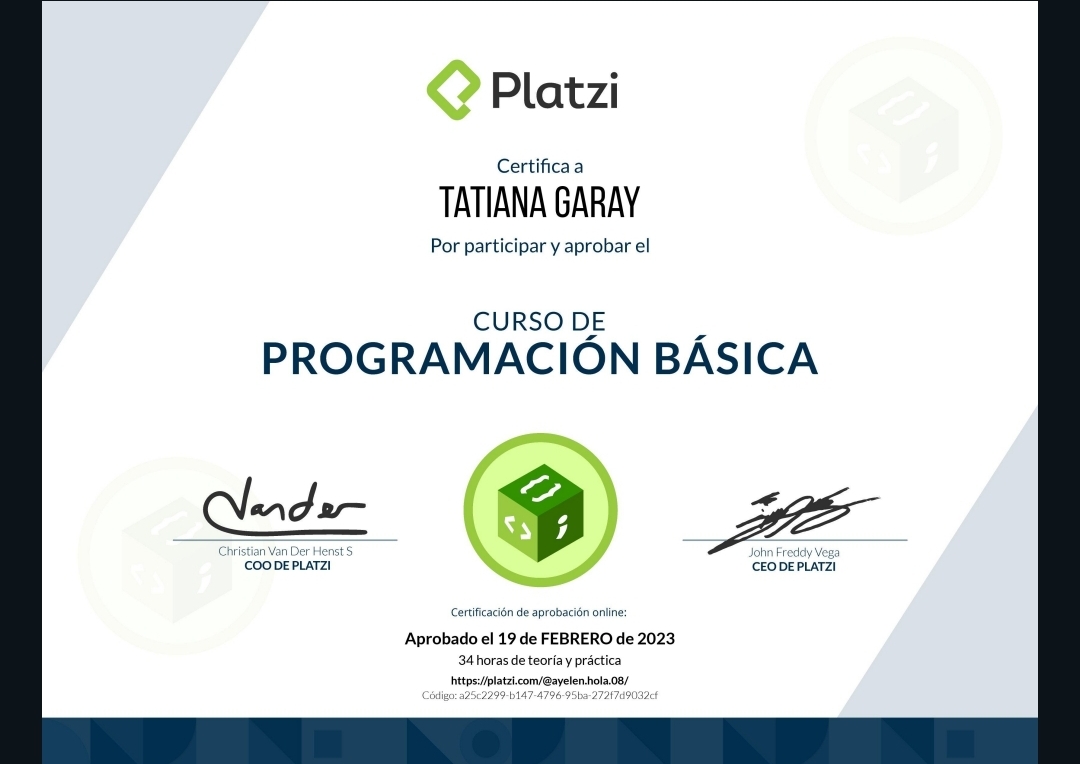 Platzi
Certifica a
TATIANA GARAY
Por participar y aprobar el
CURSO DE
PROGRAMACIÓN BÁSICA
Vander
Christian Van Der Henst S
COO DE PLATZI
John Freddy Vega
CEO DE PLATZI
Certificación de aprobación online:
Aprobado el 19 de FEBRERO de 2023
34 horas de teoría y práctica
https://platzi.com/@ayelen.hola.08/
Código: a25c2299-b147-4796-95ba-272f7d9032cf